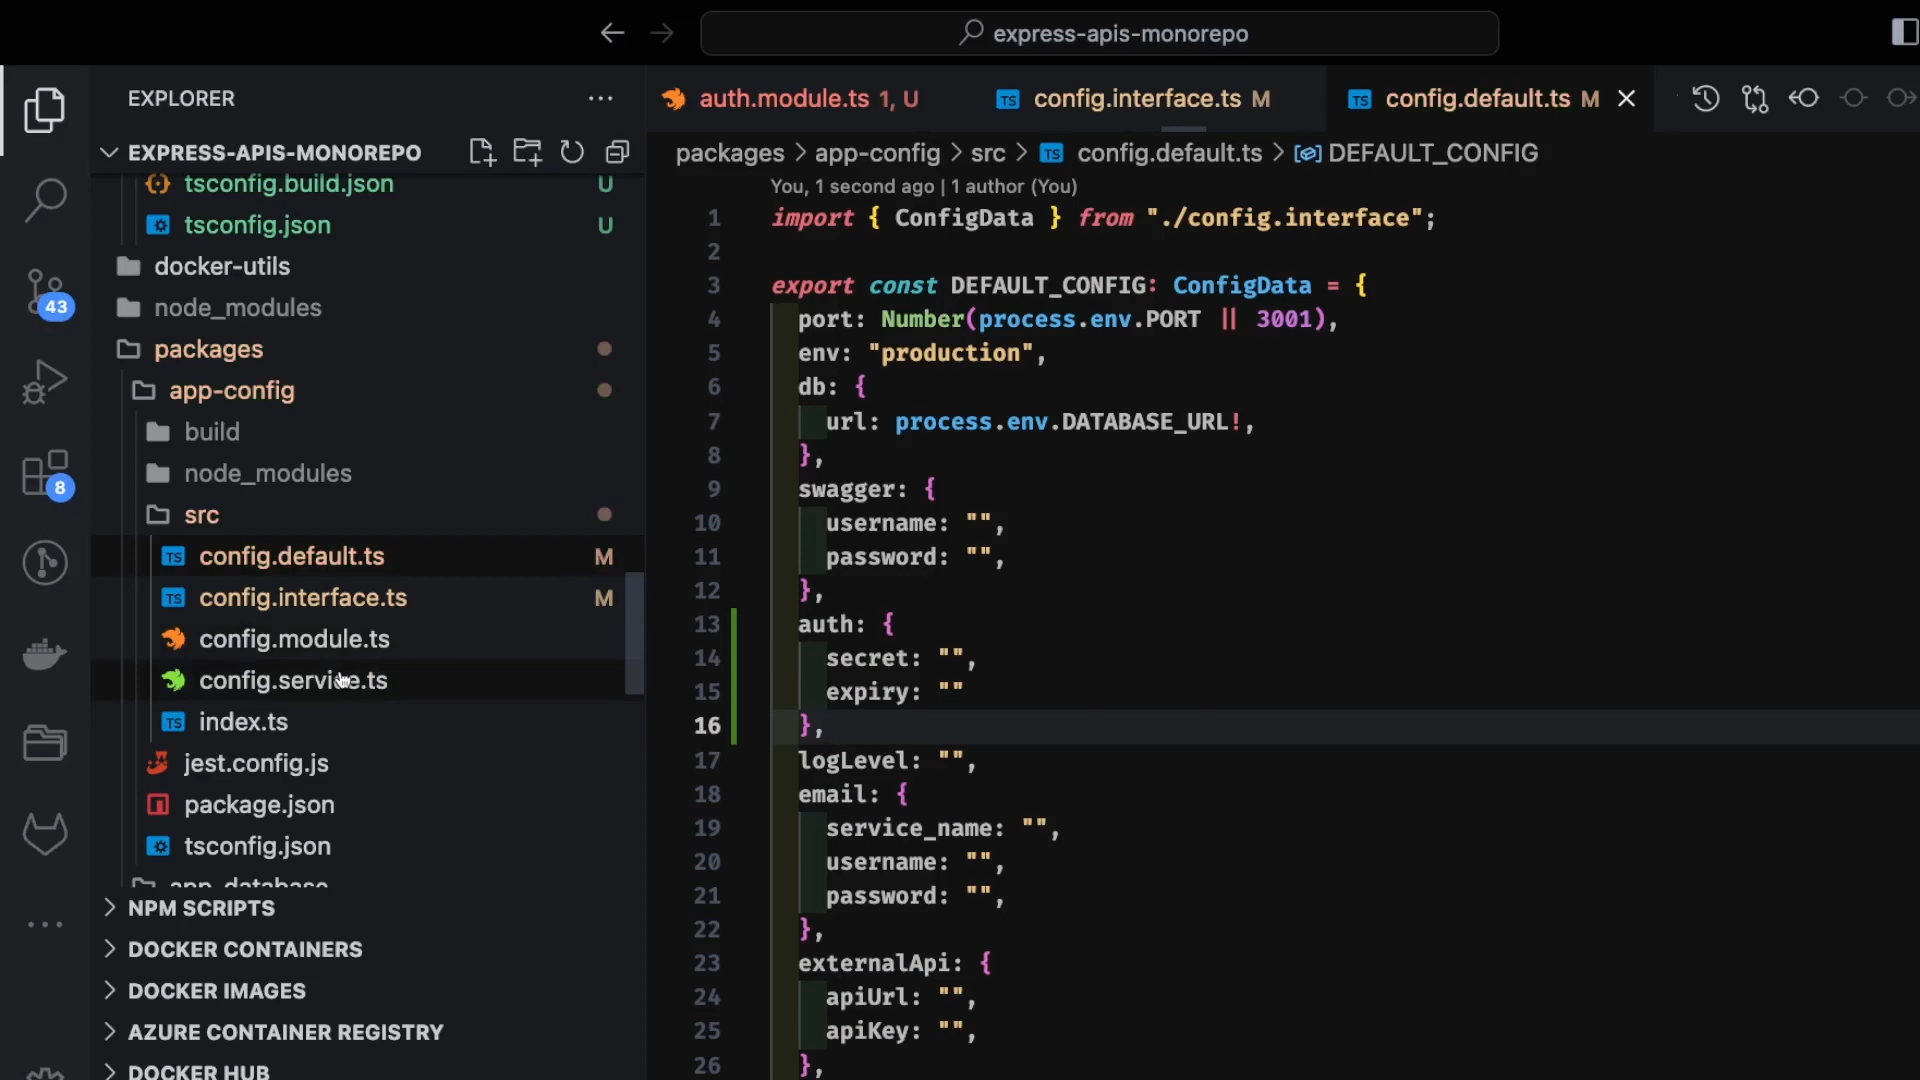 express-apis-monorepo
EXPLORER
EXPRESS-APIS-MONOREPO
tsconfig.build.json U
tsconfig.json U
docker-utils
node_modules
packages
app-config
build
node_modules
src
config.default.ts M
config.interface.ts M
config.module.ts
config.service.ts
index.ts
jest.config.js
package.json
tsconfig.json
app_database
NPM SCRIPTS
DOCKER CONTAINERS
DOCKER IMAGES
AZURE CONTAINER REGISTRY
DOCKER HUB
43
8
auth.module.ts 1, U
config.interface.ts M
config.default.ts M
packages > app-config > src > TS config.default.ts > DEFAULT_CONFIG
You, 1 second ago | 1 author (You)
1 import { ConfigData } from "./config.interface";
2
3 export const DEFAULT_CONFIG: ConfigData = {
4 port: Number(process.env.PORT || 3001),
5 env: "production",
6 db: {
7 url: process.env.DATABASE_URL!,
8 },
9 swagger: {
10 username: "",
11 password: "",
12 },
13 auth: {
14 secret: "",
15 expiry: ""
16 },
17 logLevel: "",
18 email: {
19 service_name: "",
20 username: "",
21 password: "",
22 },
23 externalApi: {
24 apiUrl: "",
25 apiKey: "",
26 },